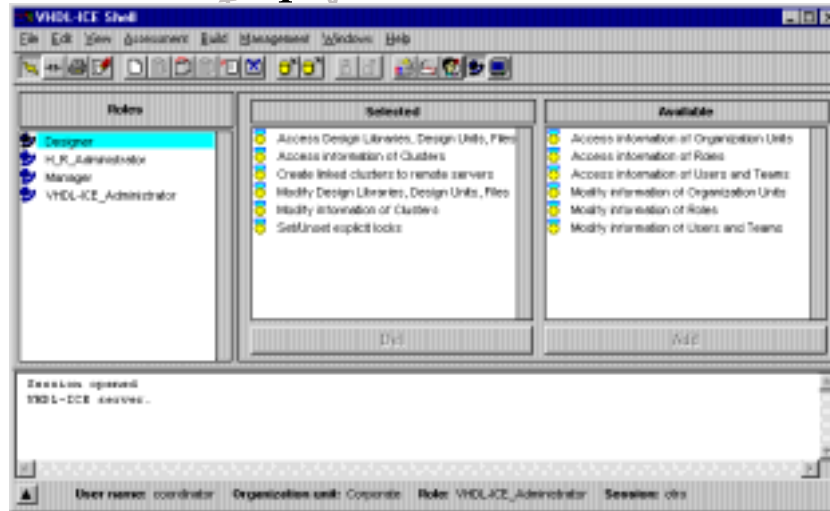 VHDL-ICE Shell
File Edit View Assessment Build Management Windows Help
Roles
Designer
H_R_Administrator
Manager
VHDL-ICE_Administrator
Selected
Access Design Libraries, Design Units, Files
Access information of Clusters
Create linked clusters to remote servers
Modify Design Libraries, Design Units, Files
Modify information of Clusters
Set/Unset explicit locks
Del
Available
Access information of Organization Units
Access information of Roles
Access information of Users and Teams
Modify information of Organization Units
Modify information of Roles
Modify information of Users and Teams
Add
Session opened
VHDL-ICE server.
User name: coordinator Organization unit: Corporate Role: VHDL-ICE_Administrator Session: otra